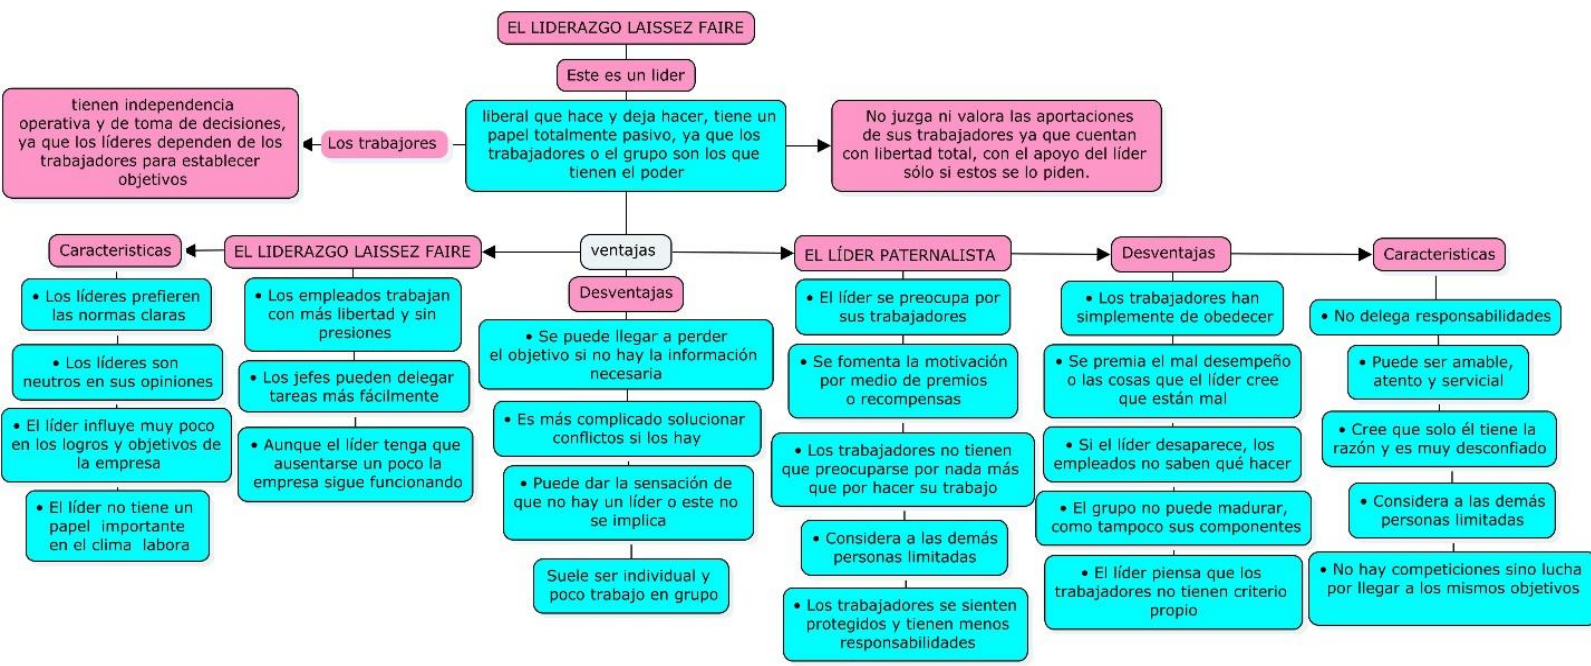 EL LIDERAZGO LAISSEZ FAIRE
Este es un lider
tienen independencia
operativa y de toma de decisiones,
ya que los líderes dependen de los
trabajadores para establecer
objetivos
Los trabajores
liberal que hace y deja hacer, tiene un
papel totalmente pasivo, ya que los
trabajadores o el grupo son los que
tienen el poder
No juzga ni valora las aportaciones
de sus trabajadores ya que cuentan
con libertad total, con el apoyo del líder
sólo si estos se lo piden.
Caracteristicas
• Los líderes prefieren
las normas claras
• Los líderes son
neutros en sus opiniones
• El líder influye muy poco
en los logros y objetivos de
la empresa
• El líder no tiene un
papel importante
en el clima labora
EL LIDERAZGO LAISSEZ FAIRE
• Los empleados trabajan
con más libertad y sin
presiones
• Los jefes pueden delegar
tareas más fácilmente
• Aunque el líder tenga que
ausentarse un poco la
empresa sigue funcionando
ventajas
Desventajas
• Se puede llegar a perder
el objetivo si no hay la información
necesaria
• Es más complicado solucionar
conflictos si los hay
• Puede dar la sensación de
que no hay un líder o este no
se implica
Suele ser individual y
poco trabajo en grupo
EL LÍDER PATERNALISTA
• El líder se preocupa por
sus trabajadores
• Se fomenta la motivación
por medio de premios
o recompensas
• Los trabajadores no tienen
que preocuparse por nada más
que por hacer su trabajo
• Considera a las demás
personas limitadas
• Los trabajadores se sienten
protegidos y tienen menos
responsabilidades
Desventajas
• Los trabajadores han
simplemente de obedecer
• Se premia el mal desempeño
o las cosas que el líder cree
que están mal
• Si el líder desaparece, los
empleados no saben qué hacer
• El grupo no puede madurar,
como tampoco sus componentes
• El líder piensa que los
trabajadores no tienen criterio
propio
Caracteristicas
• No delega responsabilidades
• Puede ser amable,
atento y servicial
• Cree que solo él tiene la
razón y es muy desconfiado
• Considera a las demás
personas limitadas
• No hay competiciones sino lucha
por llegar a los mismos objetivos